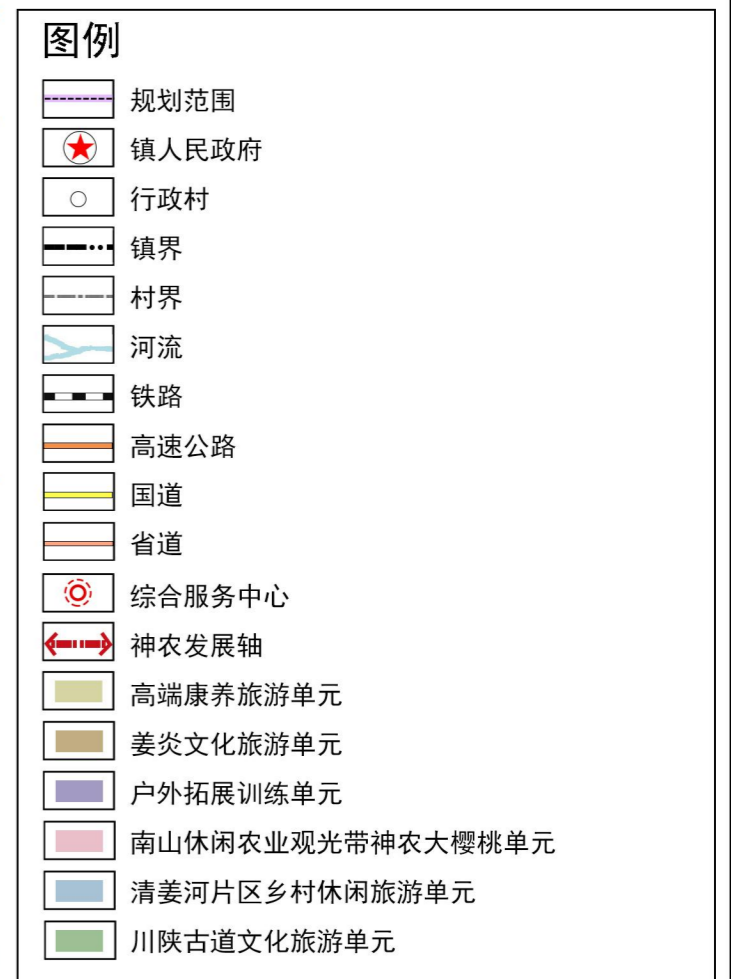 图例
规划范围
镇人民政府
行政村
镇界
村界
河流
铁路
高速公路
国道
省道
综合服务中心
神农发展轴
高端康养旅游单元
姜炎文化旅游单元
户外拓展训练单元
南山休闲农业观光带神农大樱桃单元
清姜河片区乡村休闲旅游单元
川陕古道文化旅游单元